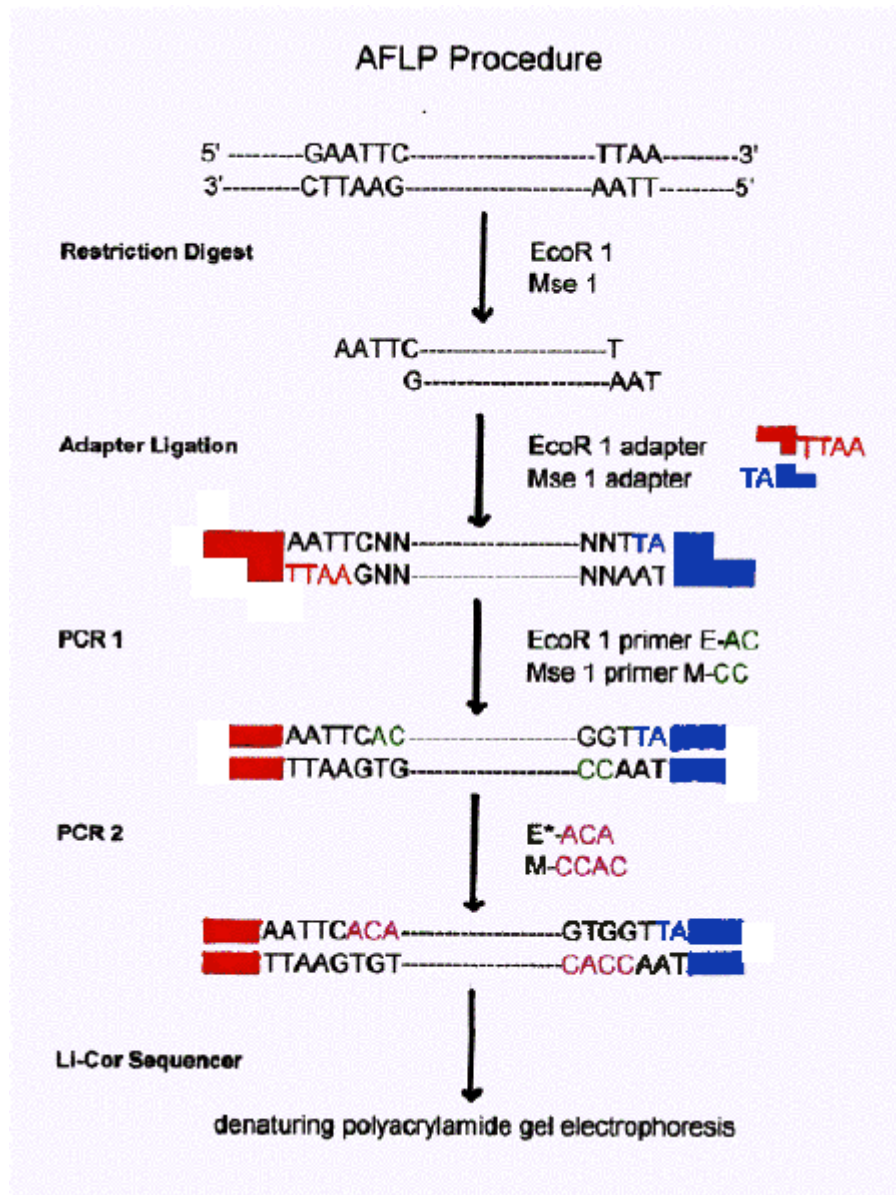 AFLP Procedure
5' --------GAATTC----------------------TTAA--------3'
3'--------CTTAAG----------------------AATT--------5'
Restriction Digest
EcoR 1
Mse 1
AATTC----------------------T
G----------------------AAT
Adapter Ligation
EcoR 1 adapter TTAA
Mse 1 adapter TA
AATTCNN--------------------NNTTA
TTAAGNN--------------------NNAAT
PCR 1
EcoR 1 primer E-AC
Mse 1 primer M-CC
AATTCAC--------------------GGTTA
TTAAGTG--------------------CCAAT
PCR 2
E*-ACA
M-CCAC
AATTCACA------------------GTGGTTA
TTAAGTGT------------------CACCAAT
Li-Cor Sequencer
denaturing polyacrylamide gel electrophoresis